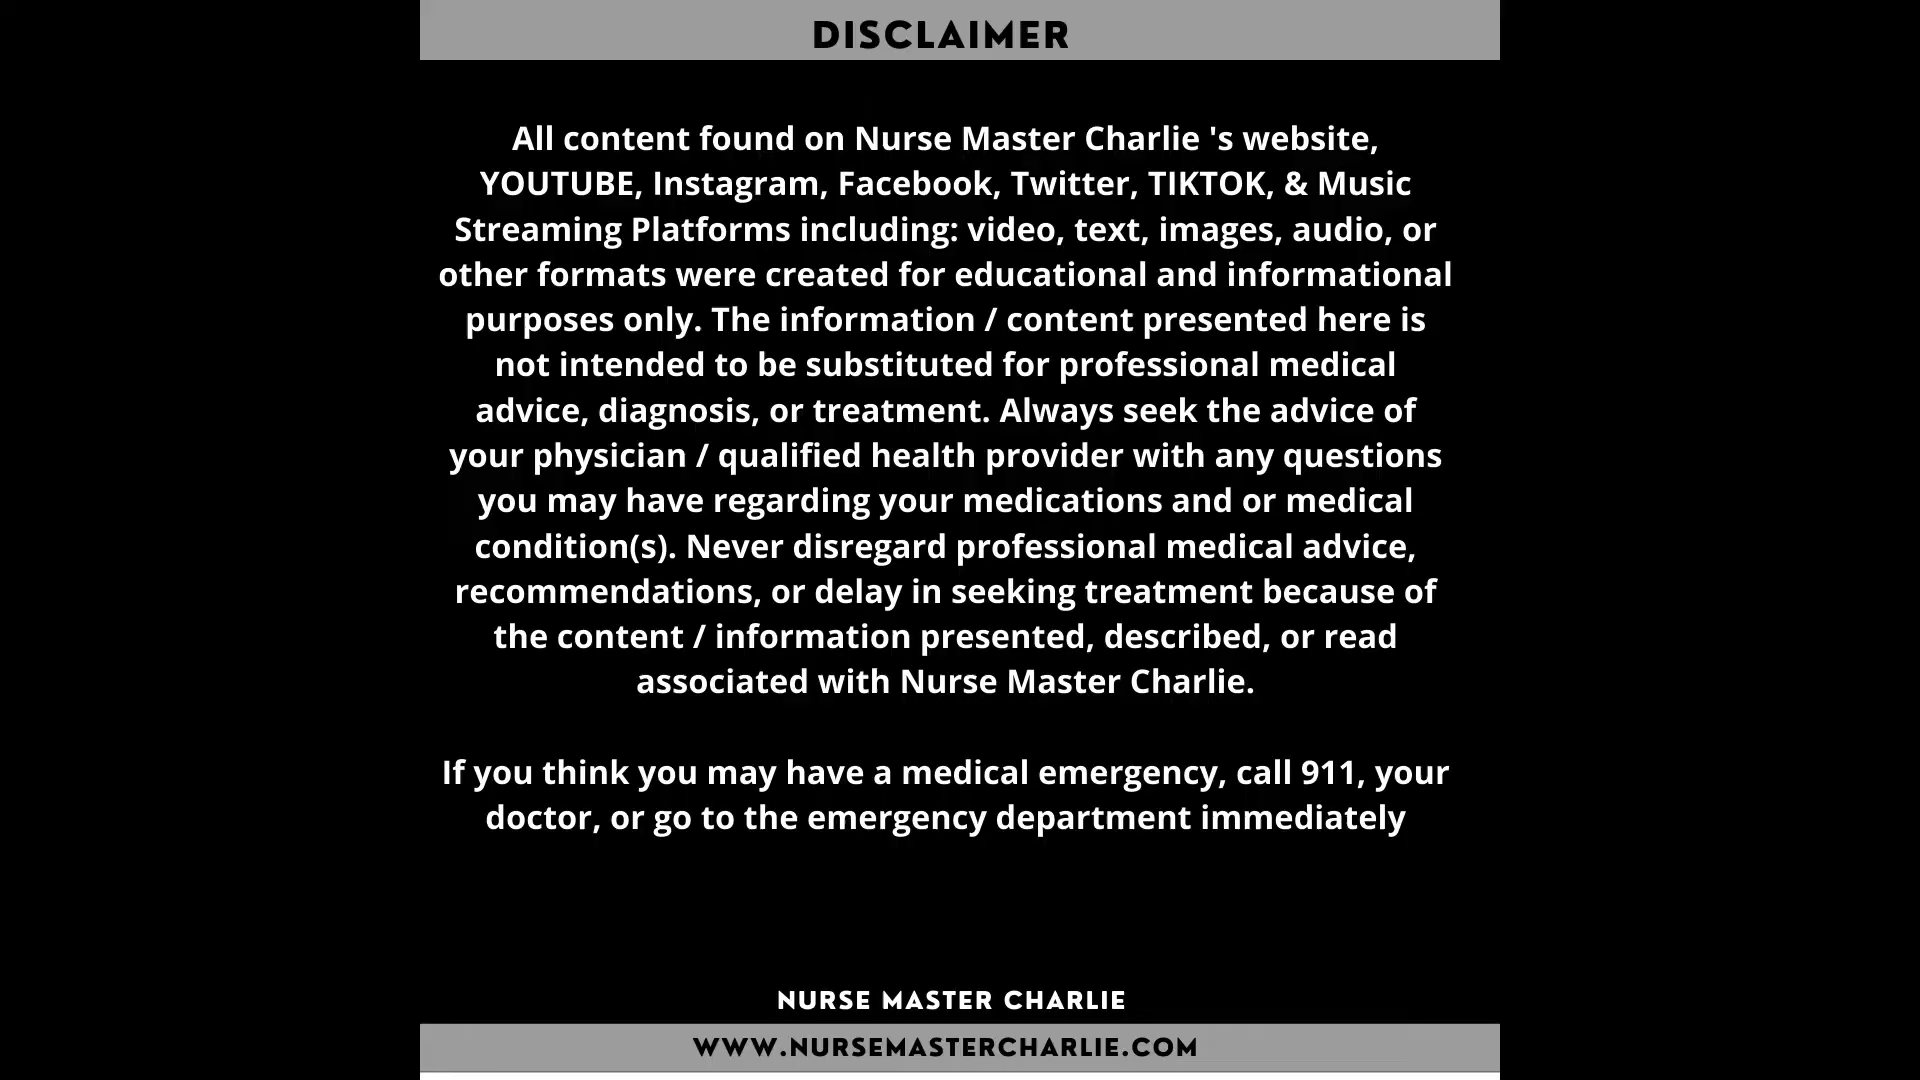 DISCLAIMER
All content found on Nurse Master Charlie 's website,
YOUTUBE, Instagram, Facebook, Twitter, TIKTOK, & Music
Streaming Platforms including: video, text, images, audio, or
other formats were created for educational and informational
purposes only. The information / content presented here is
not intended to be substituted for professional medical
advice, diagnosis, or treatment. Always seek the advice of
your physician / qualified health provider with any questions
you may have regarding your medications and or medical
condition(s). Never disregard professional medical advice,
recommendations, or delay in seeking treatment because of
the content / information presented, described, or read
associated with Nurse Master Charlie.
If you think you may have a medical emergency, call 911, your
doctor, or go to the emergency department immediately
NURSE MASTER CHARLIE
WWW.NURSEMASTERCHARLIE.COM